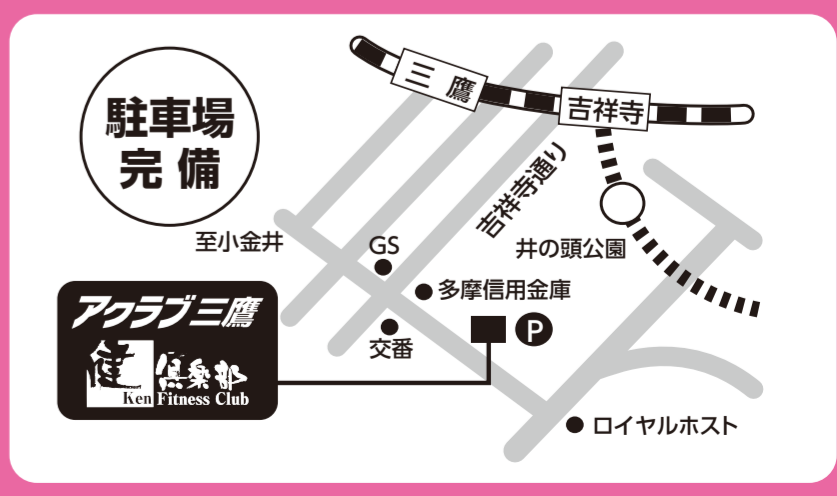 駐車場
完備
三鷹
吉祥寺
吉祥寺通り
至小金井
GS
井の頭公園
多摩信用金庫
アクラブ三鷹
交番
P
健倶楽部
Ken Fitness Club
ロイヤルホスト